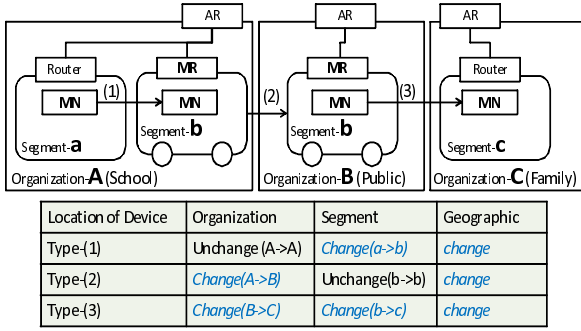 AR AR AR
Router MR MR Router
MN (1) MN (2) MN (3) MN
Segment-a Segment-b Segment-b Segment-c
Organization-A (School) Organization-B (Public) Organization-C (Family)
Location of Device Organization Segment Geographic
Type-(1) Unchange (A->A) Change(a->b) change
Type-(2) Change(A->B) Unchange(b->b) change
Type-(3) Change(B->C) Change(b->c) change